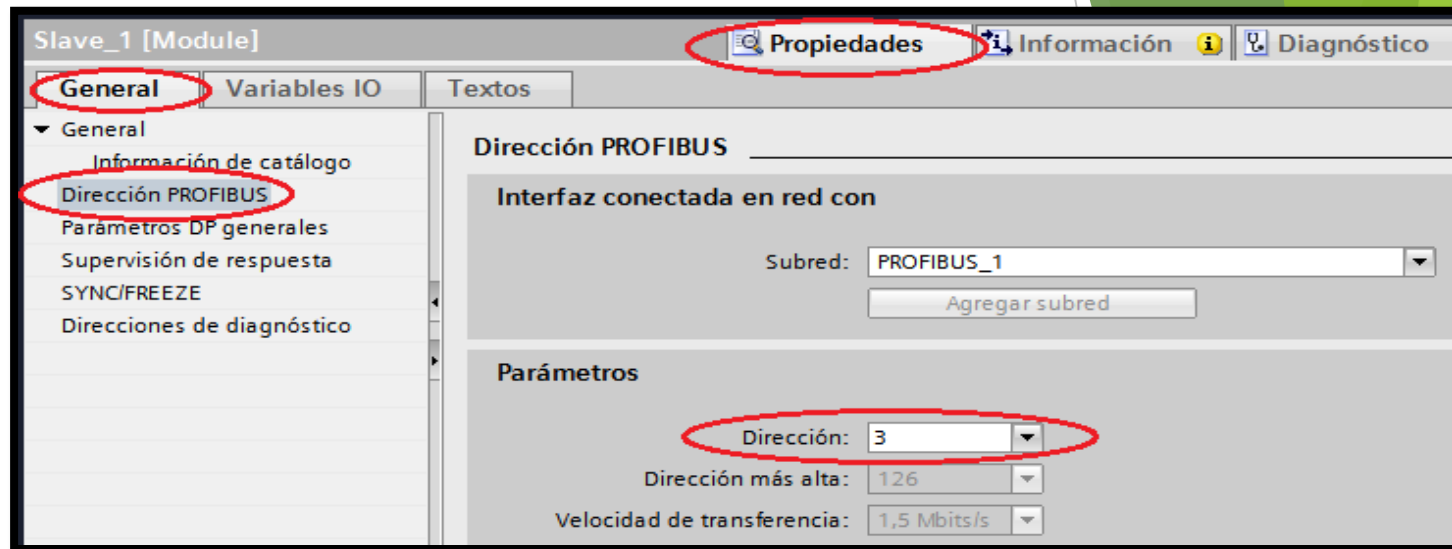 Slave_1 [Module]
Propiedades Información Diagnóstico
General Variables IO Textos
General
Información de catálogo
Dirección PROFIBUS
Parámetros DP generales
Supervisión de respuesta
SYNC/FREEZE
Direcciones de diagnóstico
Dirección PROFIBUS
Interfaz conectada en red con
Subred: PROFIBUS_1
Agregar subred
Parámetros
Dirección: 3
Dirección más alta: 126
Velocidad de transferencia: 1,5 Mbits/s